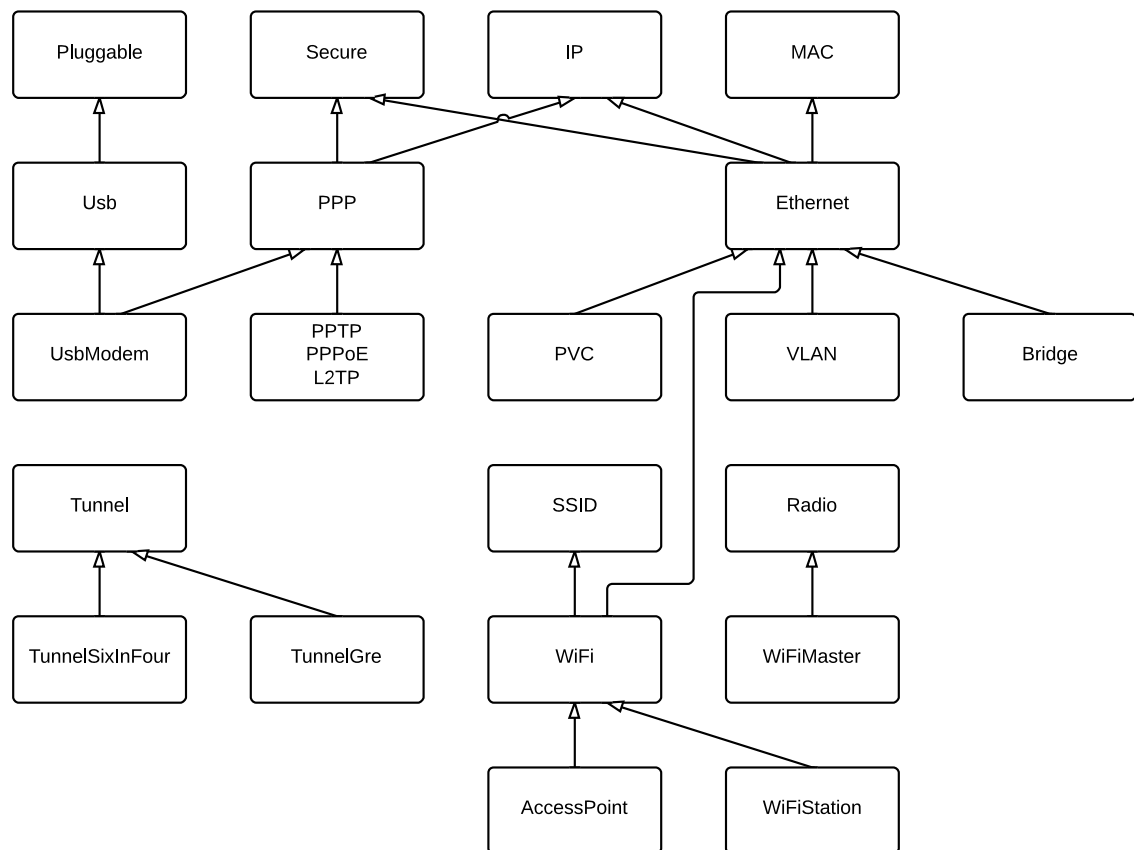 Pluggable
Secure
IP
MAC
Usb
PPP
Ethernet
UsbModem
PPTP
PPPoE
L2TP
PVC
VLAN
Bridge
Tunnel
SSID
Radio
TunnelSixInFour
TunnelGre
WiFi
WiFiMaster
AccessPoint
WiFiStation